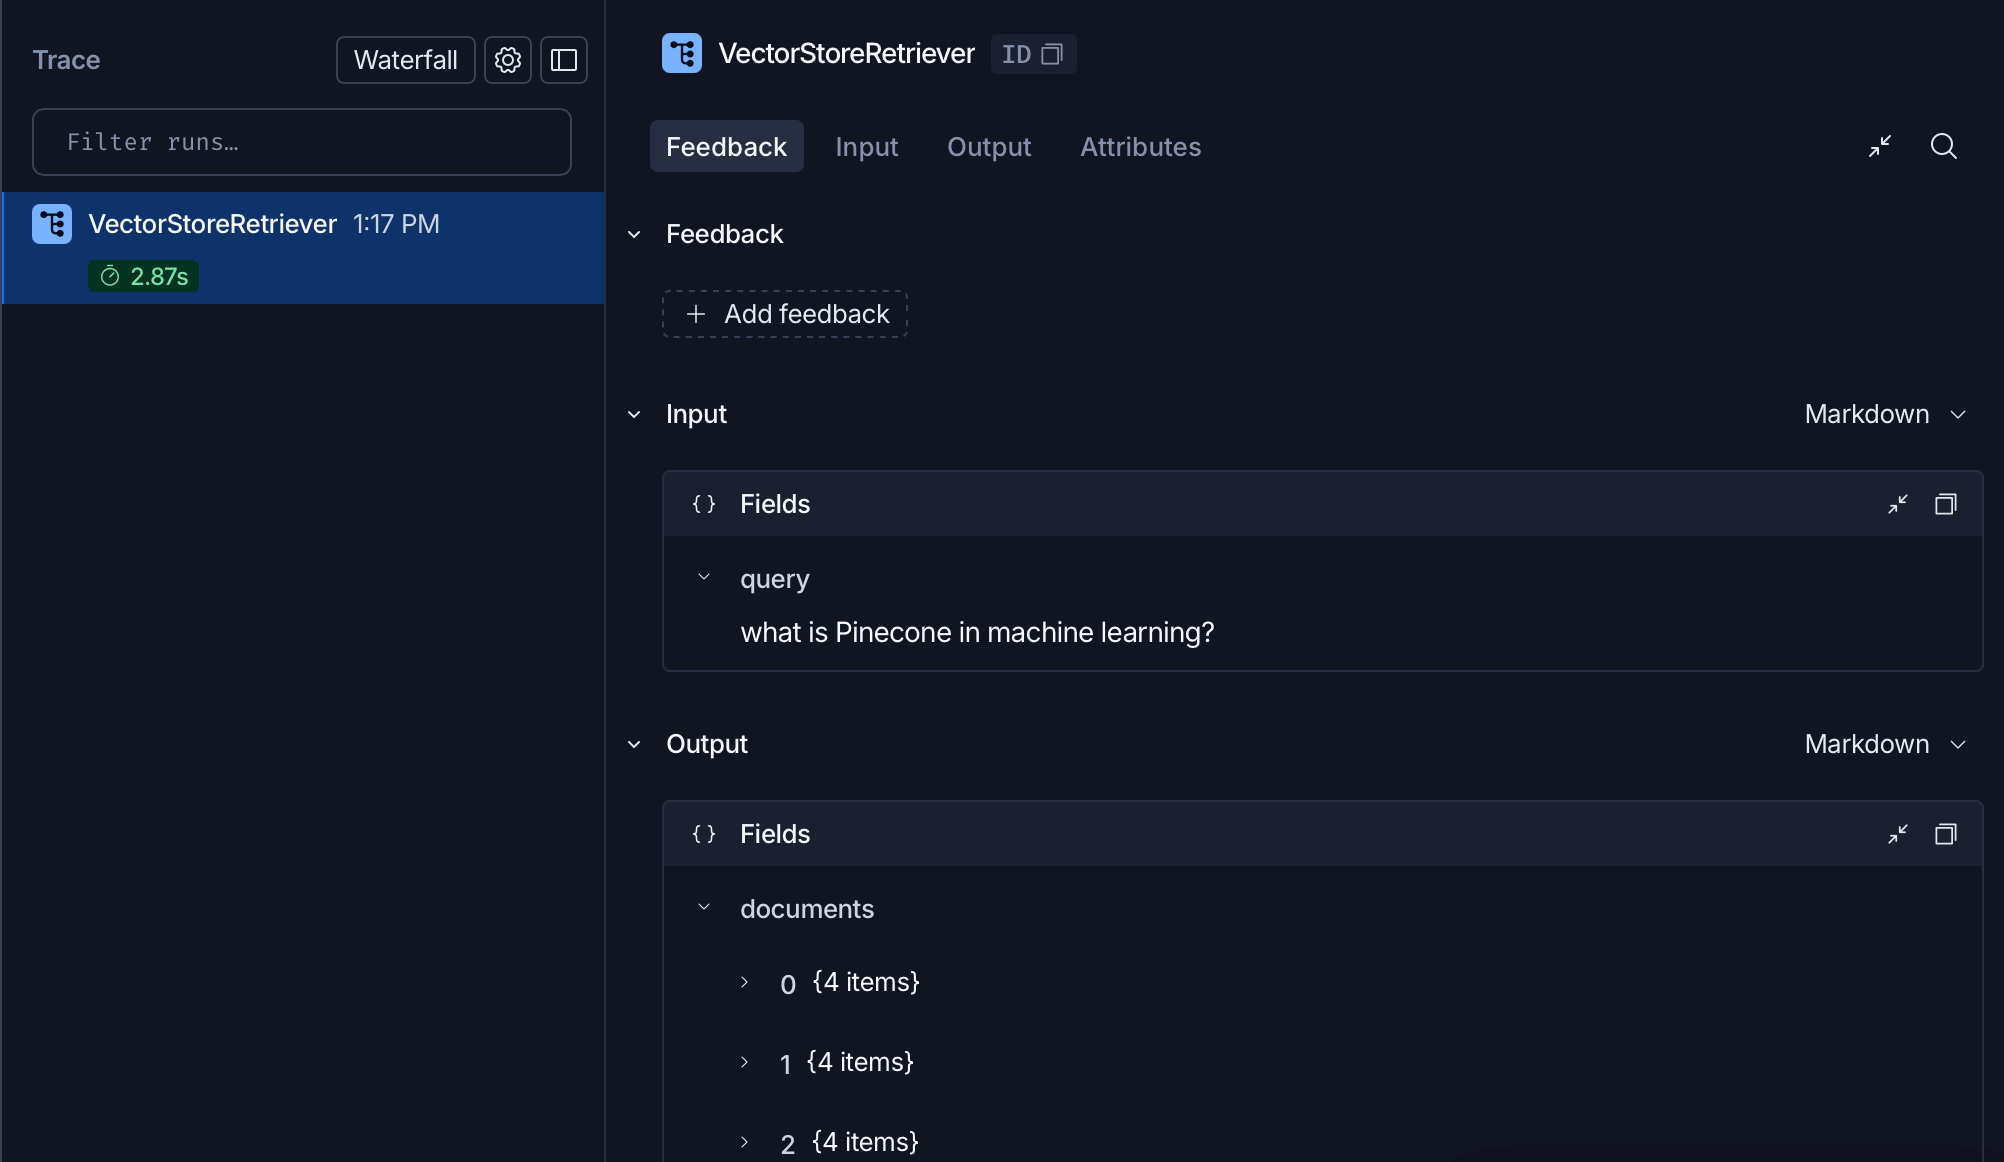 Trace
Waterfall
Filter runs…
VectorStoreRetriever 1:17 PM
2.87s
VectorStoreRetriever ID
Feedback Input Output Attributes
Feedback
+ Add feedback
Input
Markdown
{} Fields
query
what is Pinecone in machine learning?
Output
Markdown
{} Fields
documents
0 {4 items}
1 {4 items}
2 {4 items}